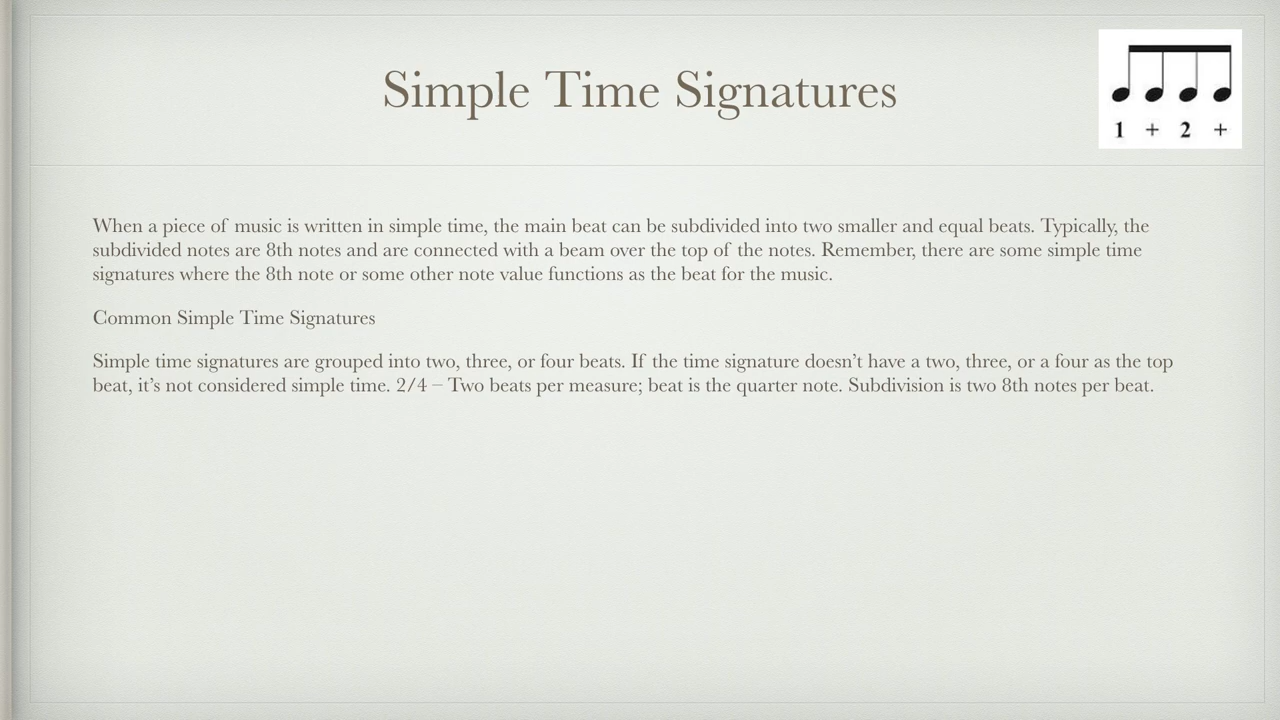 Simple Time Signatures
1 + 2 +
When a piece of music is written in simple time, the main beat can be subdivided into two smaller and equal beats. Typically, the
subdivided notes are 8th notes and are connected with a beam over the top of the notes. Remember, there are some simple time
signatures where the 8th note or some other note value functions as the beat for the music.
Common Simple Time Signatures
Simple time signatures are grouped into two, three, or four beats. If the time signature doesn’t have a two, three, or a four as the top
beat, it’s not considered simple time. 2/4 – Two beats per measure; beat is the quarter note. Subdivision is two 8th notes per beat.